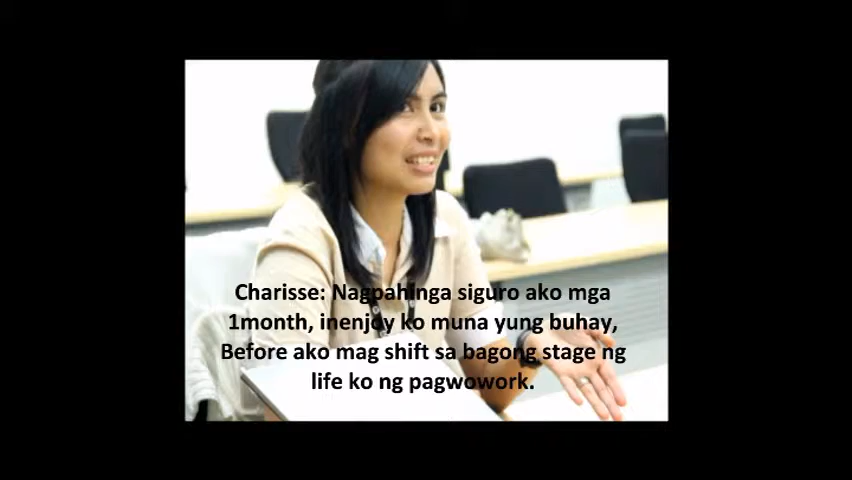 Charisse: Nagpahinga siguro ako mga
1month, inenjoy ko muna yung buhay,
Before ako mag shift sa bagong stage ng
life ko ng pagwowork.